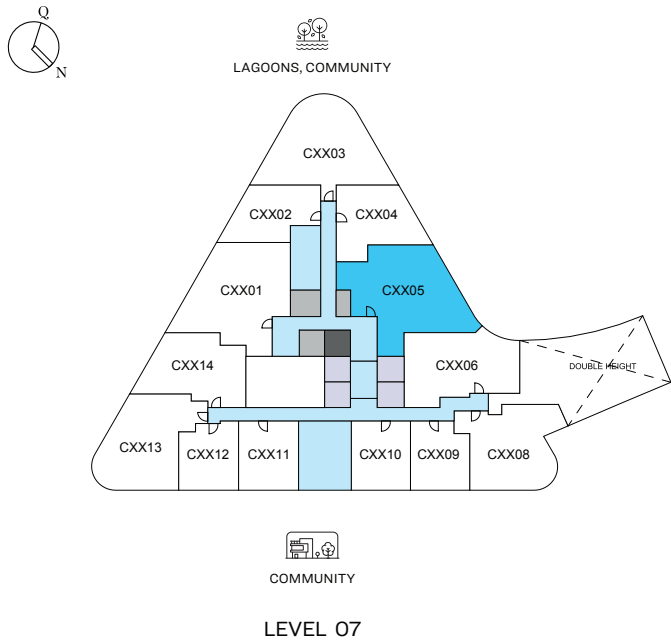 Q
N
LAGOONS, COMMUNITY
CXX03
CXX02
CXX04
CXX01
CXX05
CXX14
CXX06
DOUBLE HEIGHT
CXX13
CXX12
CXX11
CXX10
CXX09
CXX08
COMMUNITY
LEVEL 07